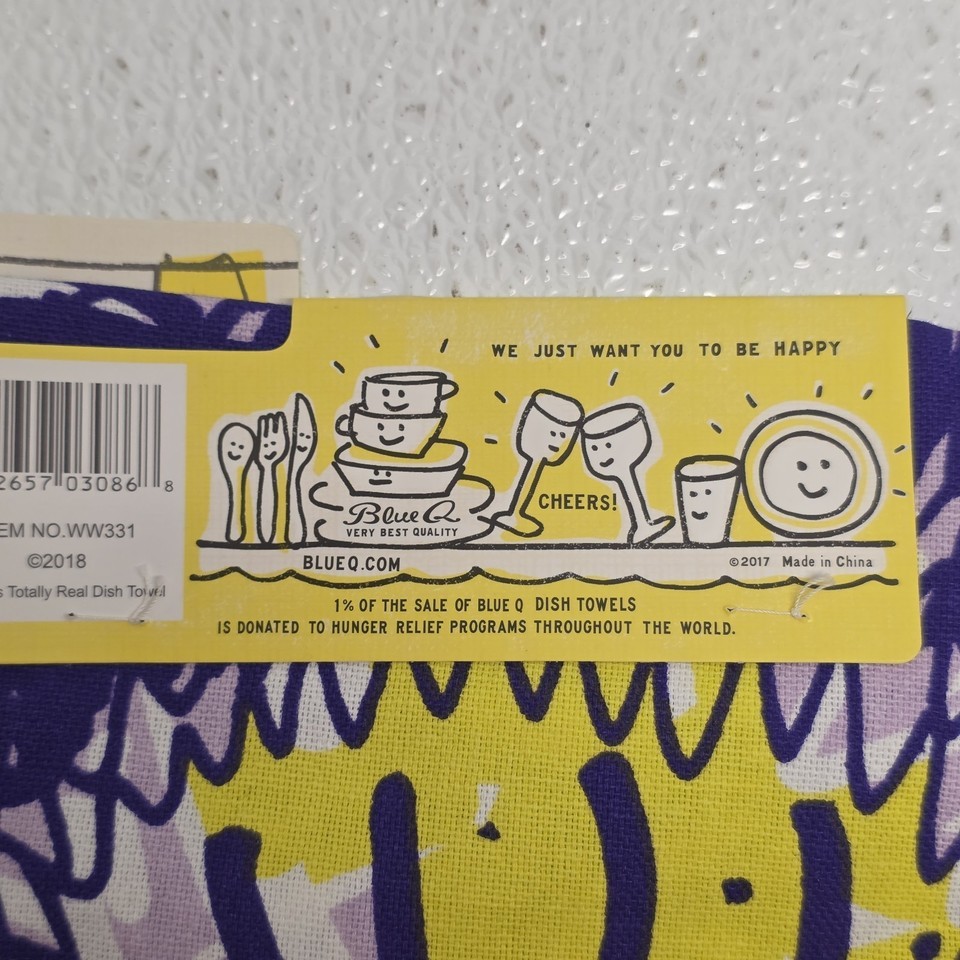 WE JUST WANT YOU TO BE HAPPY
CHEERS!
Blue Q
VERY BEST QUALITY
BLUEQ.COM
©2017 Made in China
1% OF THE SALE OF BLUE Q DISH TOWELS
IS DONATED TO HUNGER RELIEF PROGRAMS THROUGHOUT THE WORLD.
2657 03086 8
EM NO.WW331
©2018
s Totally Real Dish Towel